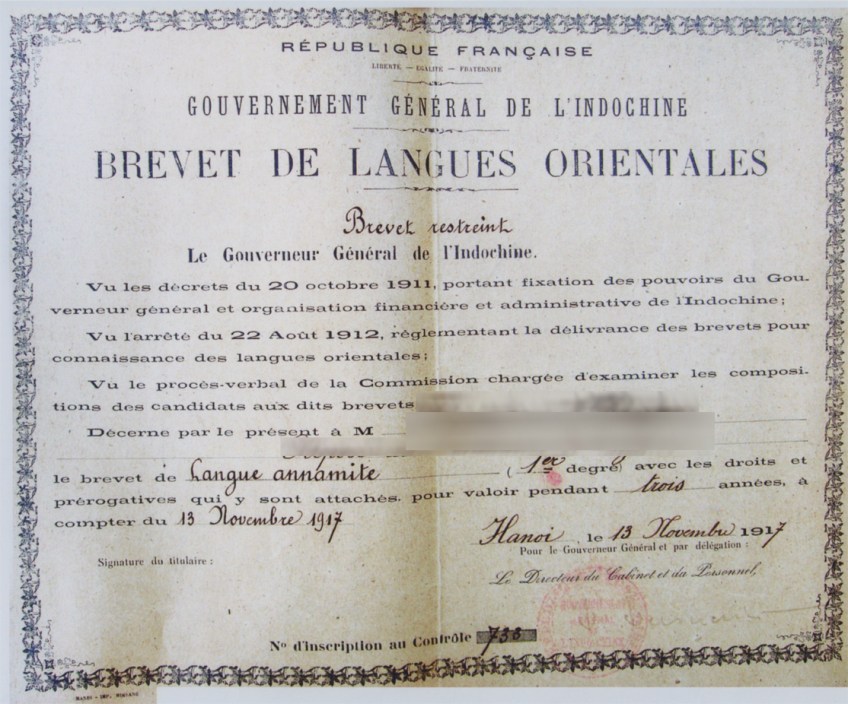 RÉPUBLIQUE FRANÇAISE
LIBERTÉ — EGALITÉ — FRATERNITÉ
GOUVERNEMENT GÉNÉRAL DE L'INDOCHINE
BREVET DE LANGUES ORIENTALES
Brevet restreint
Le Gouverneur Général de l'Indochine.
Vu les décrets du 20 octobre 1911, portant fixation des pouvoirs du Gou-
verneur général et organisation financière et administrative de l'Indochine;
Vu l'arrêté du 22 Août 1912, réglementant la délivrance des brevets pour
connaissance des langues orientales;
Vu le procès-verbal de la Commission chargée d'examiner les composi-
tions des candidats aux dits brevets
Décerne par le présent à M
le brevet de Langue annamite (1er degré) avec les droits et
prérogatives qui y sont attachés. pour valoir pendant trois années, à
compter du 13 Novembre 1917
Hanoi, le 13 Novembre 1917
Pour le Gouverneur Général et par délégation:
Signature du titulaire:
Le Directeur du Cabinet et du Personnel,
No d'inscription au Contrôle